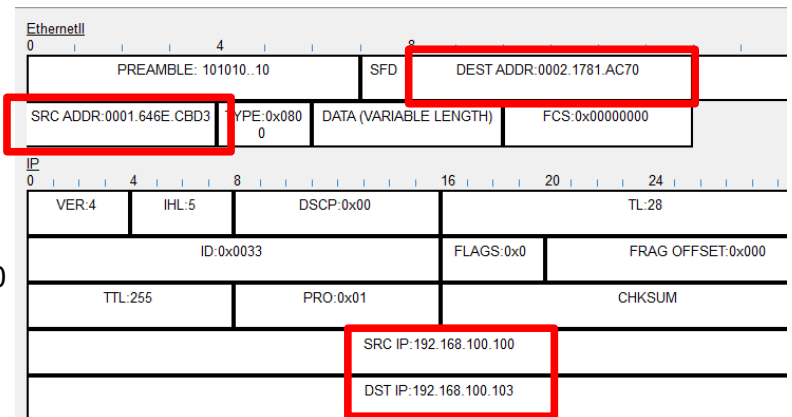 EthernetII
0 4 8
PREAMBLE: 101010..10 SFD DEST ADDR:0002.1781.AC70
SRC ADDR:0001.646E.CBD3 TYPE:0x080 DATA (VARIABLE LENGTH) FCS:0x00000000
0
IP
0 4 8 16 20 24
VER:4 IHL:5 DSCP:0x00 TL:28
ID:0x0033 FLAGS:0x0 FRAG OFFSET:0x000
0
TTL:255 PRO:0x01 CHKSUM
SRC IP:192.168.100.100
DST IP:192.168.100.103